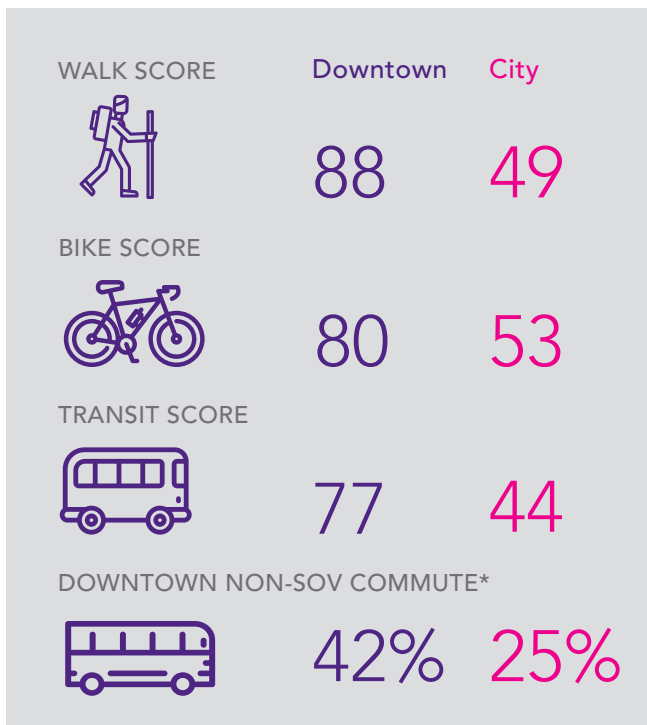 WALK SCORE Downtown City
88 49
BIKE SCORE
80 53
TRANSIT SCORE
77 44
DOWNTOWN NON-SOV COMMUTE*
42% 25%